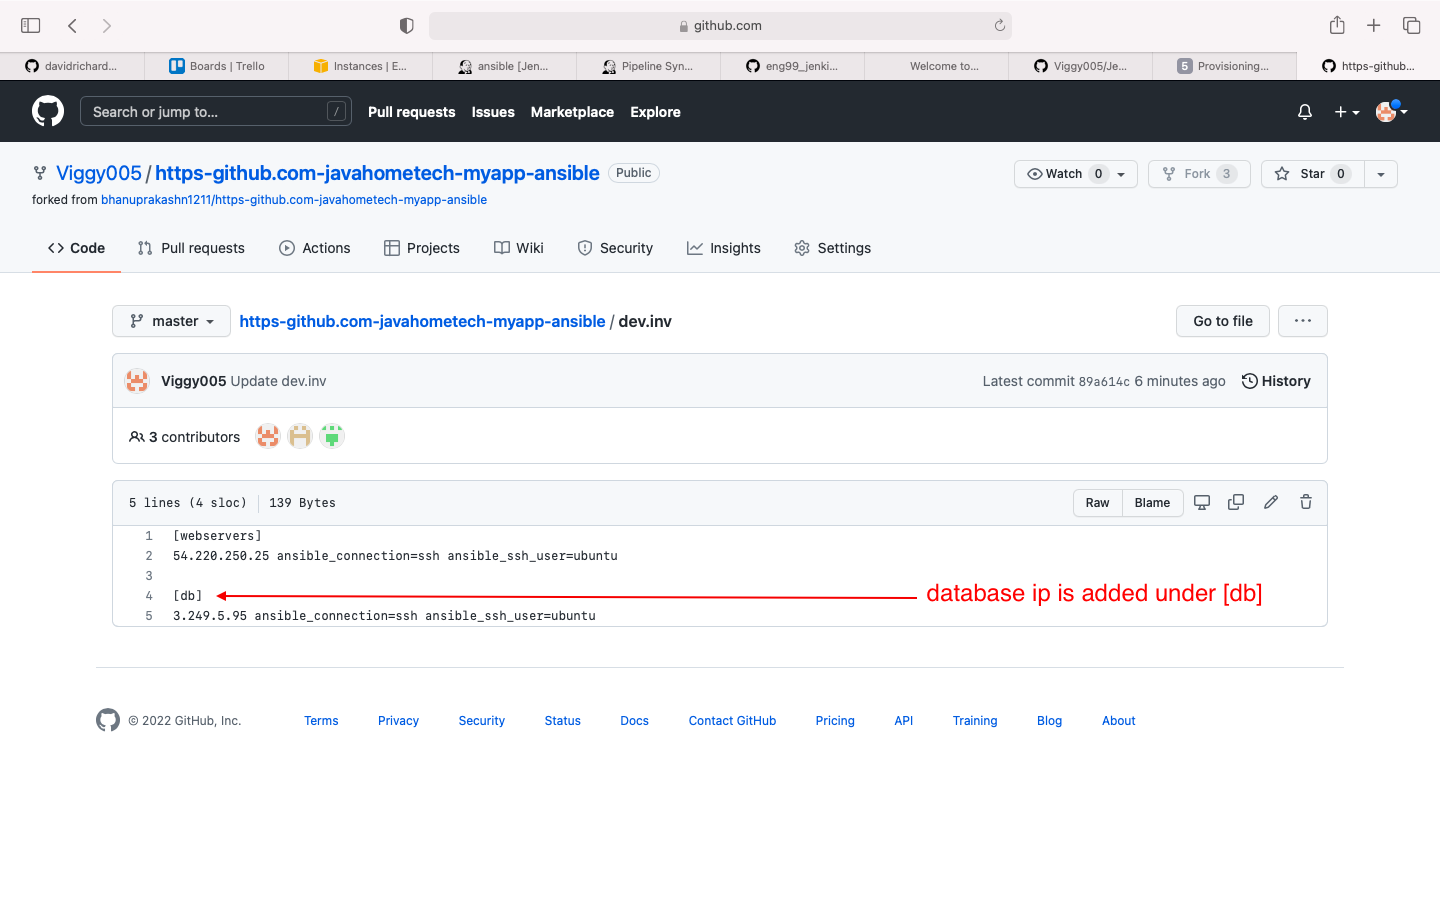 github.com
davidrichard...
Boards | Trello
Instances | E...
ansible [Jen...
Pipeline Syn...
eng99_jenki...
Welcome to...
Viggy005/Je...
5 Provisioning...
https-github...
Search or jump to... /
Pull requests Issues Marketplace Explore
Viggy005 / https-github.com-javahometech-myapp-ansible Public
Watch 0 Fork 3 Star 0
forked from bhanuprakashn1211/https-github.com-javahometech-myapp-ansible
Code Pull requests Actions Projects Wiki Security Insights Settings
master https-github.com-javahometech-myapp-ansible / dev.inv Go to file ...
Viggy005 Update dev.inv Latest commit 89a614c 6 minutes ago History
3 contributors
5 lines (4 sloc) 139 Bytes Raw Blame
1 [webservers]
2 54.220.250.25 ansible_connection=ssh ansible_ssh_user=ubuntu
3
4 [db]
database ip is added under [db]
5 3.249.5.95 ansible_connection=ssh ansible_ssh_user=ubuntu
© 2022 GitHub, Inc. Terms Privacy Security Status Docs Contact GitHub Pricing API Training Blog About